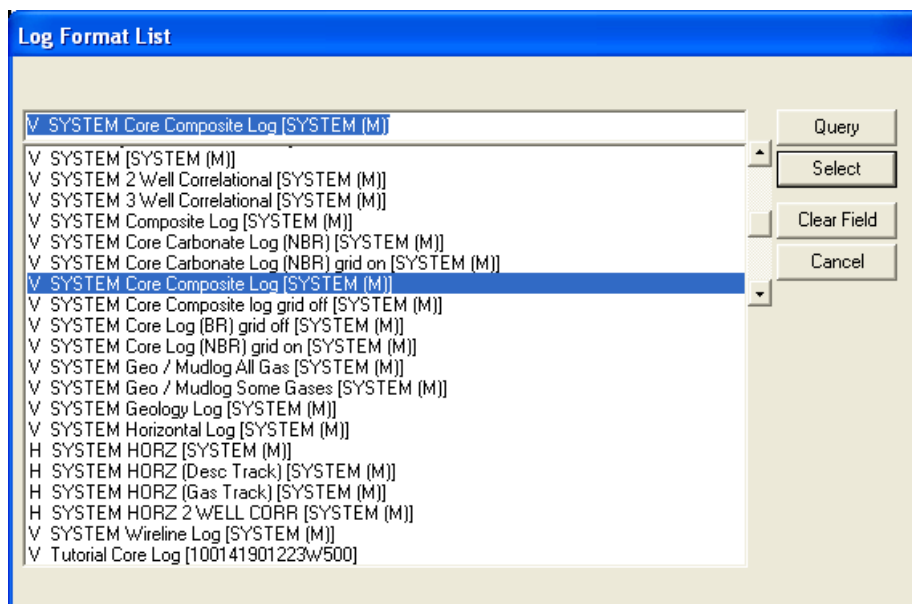 Log Format List
V SYSTEM Core Composite Log [SYSTEM (M)]
Query
Select
Clear Field
Cancel
V SYSTEM [SYSTEM (M)]
V SYSTEM 2 Well Correlational [SYSTEM (M)]
V SYSTEM 3 Well Correlational [SYSTEM (M)]
V SYSTEM Composite Log [SYSTEM (M)]
V SYSTEM Core Carbonate Log (NBR) [SYSTEM (M)]
V SYSTEM Core Carbonate Log (NBR) grid on [SYSTEM (M)]
V SYSTEM Core Composite Log [SYSTEM (M)]
V SYSTEM Core Composite log grid off [SYSTEM (M)]
V SYSTEM Core Log (BR) grid off [SYSTEM (M)]
V SYSTEM Core Log (NBR) grid on [SYSTEM (M)]
V SYSTEM Geo / Mudlog All Gas [SYSTEM (M)]
V SYSTEM Geo / Mudlog Some Gases [SYSTEM (M)]
V SYSTEM Geology Log [SYSTEM (M)]
V SYSTEM Horizontal Log [SYSTEM (M)]
H SYSTEM HORZ [SYSTEM (M)]
H SYSTEM HORZ (Desc Track) [SYSTEM (M)]
H SYSTEM HORZ (Gas Track) [SYSTEM (M)]
H SYSTEM HORZ 2 WELL CORR [SYSTEM (M)]
V SYSTEM Wireline Log [SYSTEM (M)]
V Tutorial Core Log [100141901223W500]